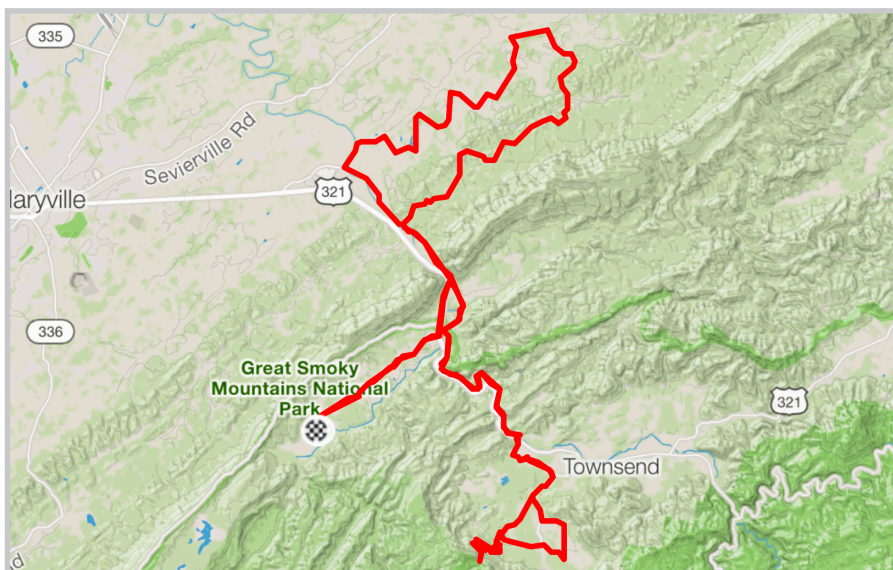 335
Sevierville Rd
321
laryville
336
Great Smoky
Mountains National
Park
321
Townsend
d